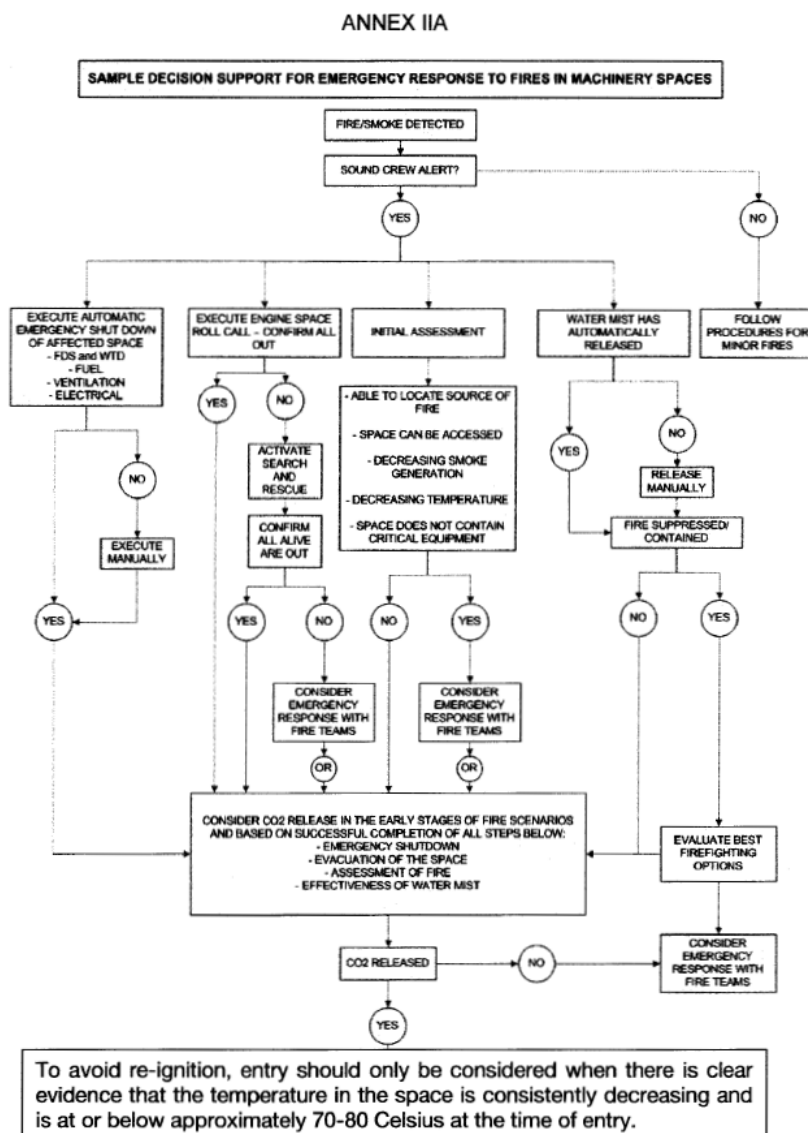 ANNEX IIA
SAMPLE DECISION SUPPORT FOR EMERGENCY RESPONSE TO FIRES IN MACHINERY SPACES
FIRE/SMOKE DETECTED
SOUND CREW ALERT?
YES
NO
EXECUTE AUTOMATIC
EMERGENCY SHUT DOWN
OF AFFECTED SPACE
- FDS and WTD
- FUEL
- VENTILATION
- ELECTRICAL
EXECUTE ENGINE SPACE
ROLL CALL – CONFIRM ALL
OUT
INITIAL ASSESSMENT
WATER MIST HAS
AUTOMATICALLY
RELEASED
FOLLOW
PROCEDURES FOR
MINOR FIRES
NO
EXECUTE
MANUALLY
YES
YES
NO
ACTIVATE
SEARCH
AND
RESCUE
CONFIRM
ALL ALIVE
ARE OUT
YES
NO
CONSIDER
EMERGENCY
RESPONSE WITH
FIRE TEAMS
OR
- ABLE TO LOCATE SOURCE OF
FIRE
- SPACE CAN BE ACCESSED
- DECREASING SMOKE
GENERATION
- DECREASING TEMPERATURE
- SPACE DOES NOT CONTAIN
CRITICAL EQUIPMENT
NO
YES
CONSIDER
EMERGENCY
RESPONSE WITH
FIRE TEAMS
OR
YES
NO
RELEASE
MANUALLY
FIRE SUPPRESSED/
CONTAINED
NO
YES
CONSIDER CO2 RELEASE IN THE EARLY STAGES OF FIRE SCENARIOS
AND BASED ON SUCCESSFUL COMPLETION OF ALL STEPS BELOW:
- EMERGENCY SHUTDOWN
- EVACUATION OF THE SPACE
- ASSESSMENT OF FIRE
- EFFECTIVENESS OF WATER MIST
EVALUATE BEST
FIREFIGHTING
OPTIONS
CO2 RELEASED
NO
CONSIDER
EMERGENCY
RESPONSE WITH
FIRE TEAMS
YES
To avoid re-ignition, entry should only be considered when there is clear
evidence that the temperature in the space is consistently decreasing and
is at or below approximately 70-80 Celsius at the time of entry.